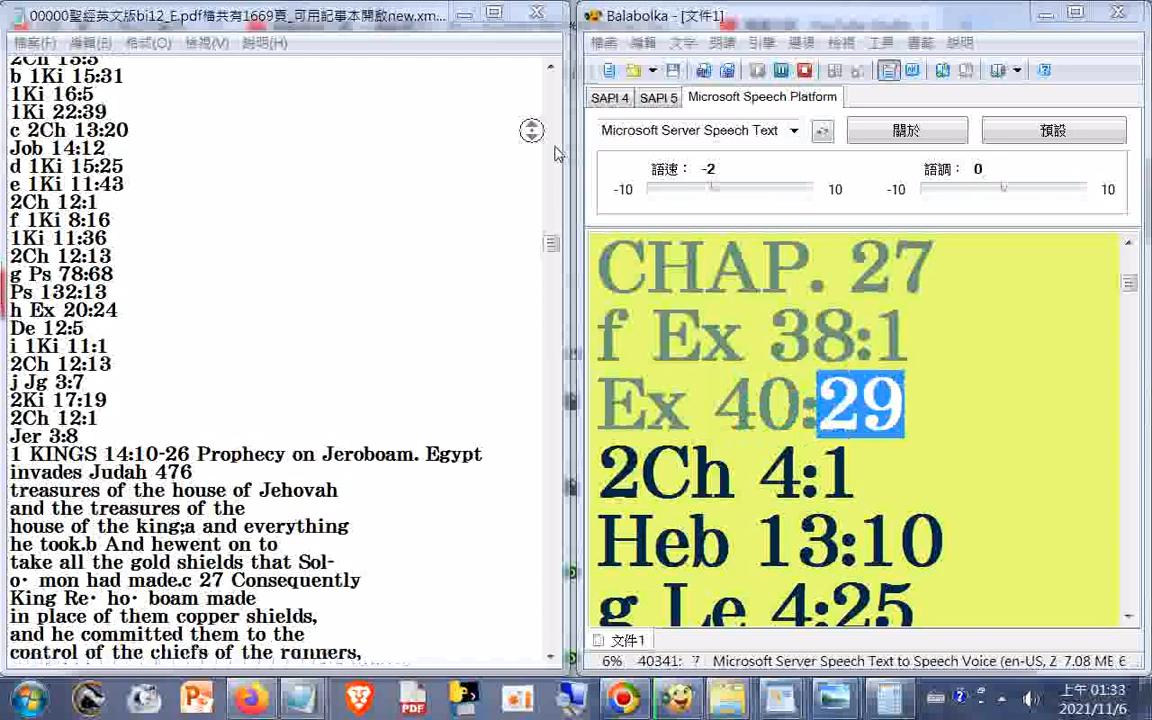 00000聖經英文版bi12_E.pdf檔共有1669頁_可用記事本開啟new.xm...
檔案(F) 編輯(E) 格式(O) 檢視(V) 說明(H)
2Ch 13:3
b 1Ki 15:31
1Ki 16:5
1Ki 22:39
c 2Ch 13:20
Job 14:12
d 1Ki 15:25
e 1Ki 11:43
2Ch 12:1
f 1Ki 8:16
1Ki 11:36
2Ch 12:13
g Ps 78:68
Ps 132:13
h Ex 20:24
De 12:5
i 1Ki 11:1
2Ch 12:13
j Jg 3:7
2Ki 17:19
2Ch 12:1
Jer 3:8
1 KINGS 14:10-26 Prophecy on Jeroboam. Egypt
invades Judah 476
treasures of the house of Jehovah
and the treasures of the
house of the king;a and everything
he took.b And hewent on to
take all the gold shields that Sol-
o· mon had made.c 27 Consequently
King Re· ho· boam made
in place of them copper shields,
and he committed them to the
control of the chiefs of the runners,
Balabolka - [文件1]
檔案 編輯 文字 朗讀 引擎 選項 檢視 工具 書籤 說明
SAPI 4 SAPI 5 Microsoft Speech Platform
Microsoft Server Speech Text 關於 預設
語速： -2 語調： 0
-10 10 -10 10
CHAP. 27
f Ex 38:1
Ex 40:29
2Ch 4:1
Heb 13:10
g Le 4:25
文件1
6% 40341: ? Microsoft Server Speech Text to Speech Voice (en-US, Z 7.08 MB 6
PDF
上午 01:33
2021/11/6